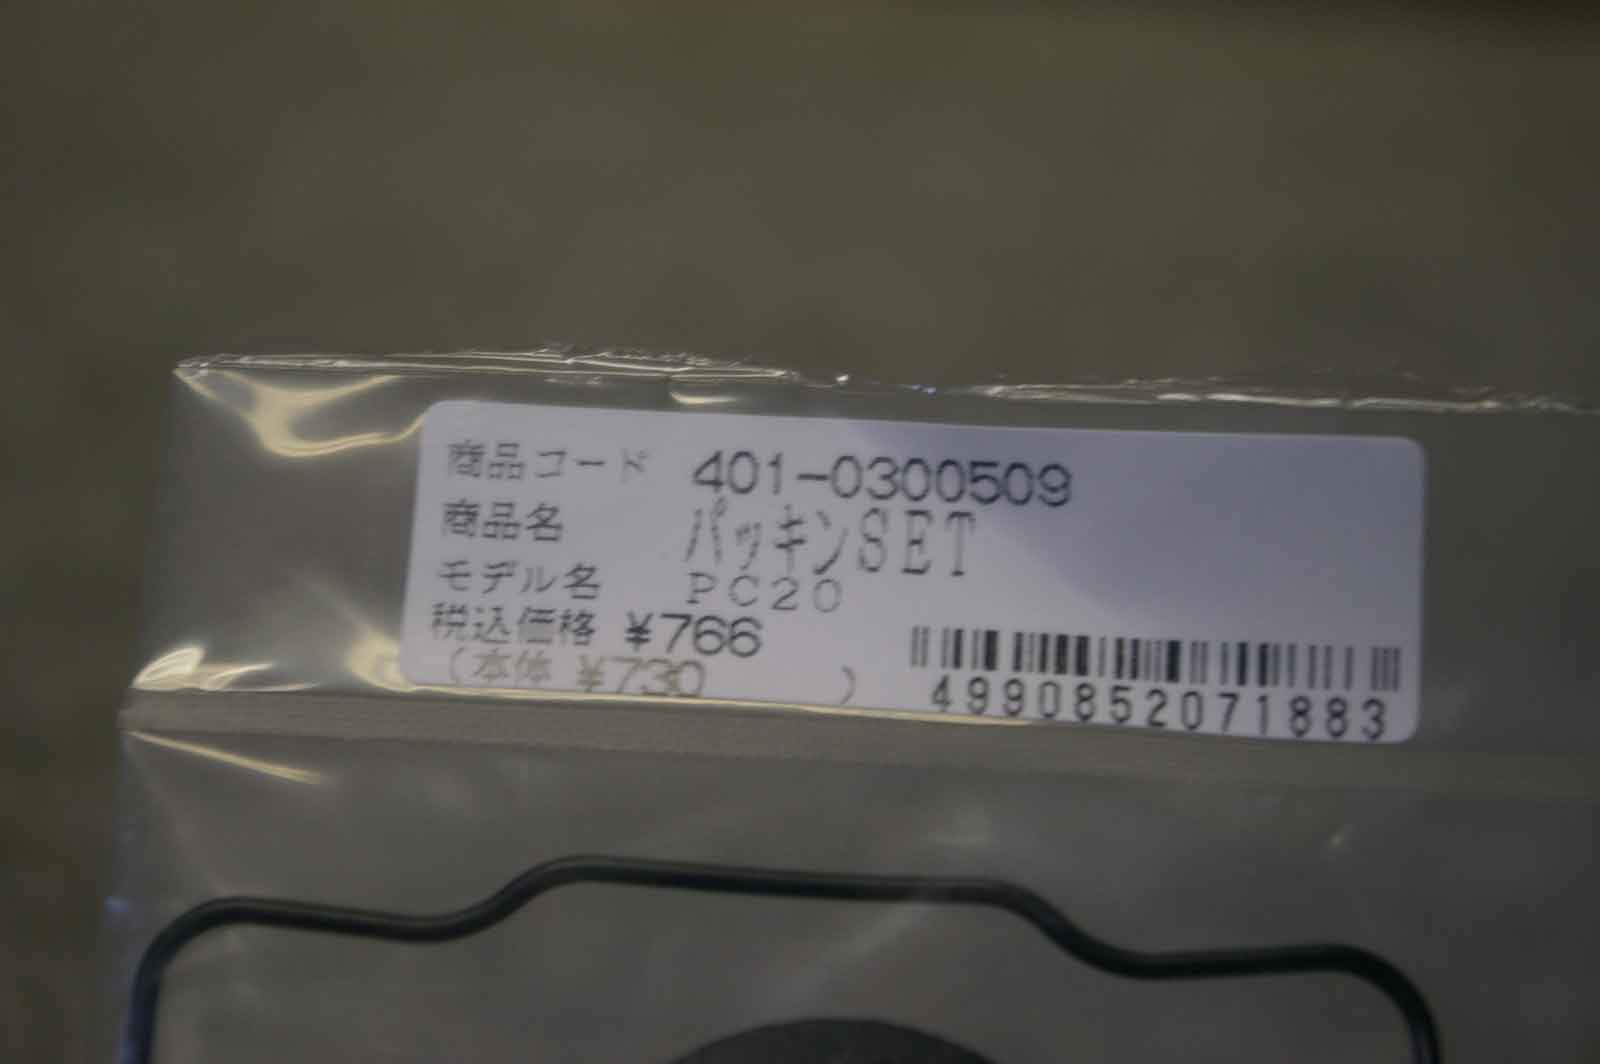 商品コード 401-0300509
商品名 パッキンSET
モデル名 PC20
税込価格 ¥766
(本体 ¥730 )
4990852071883